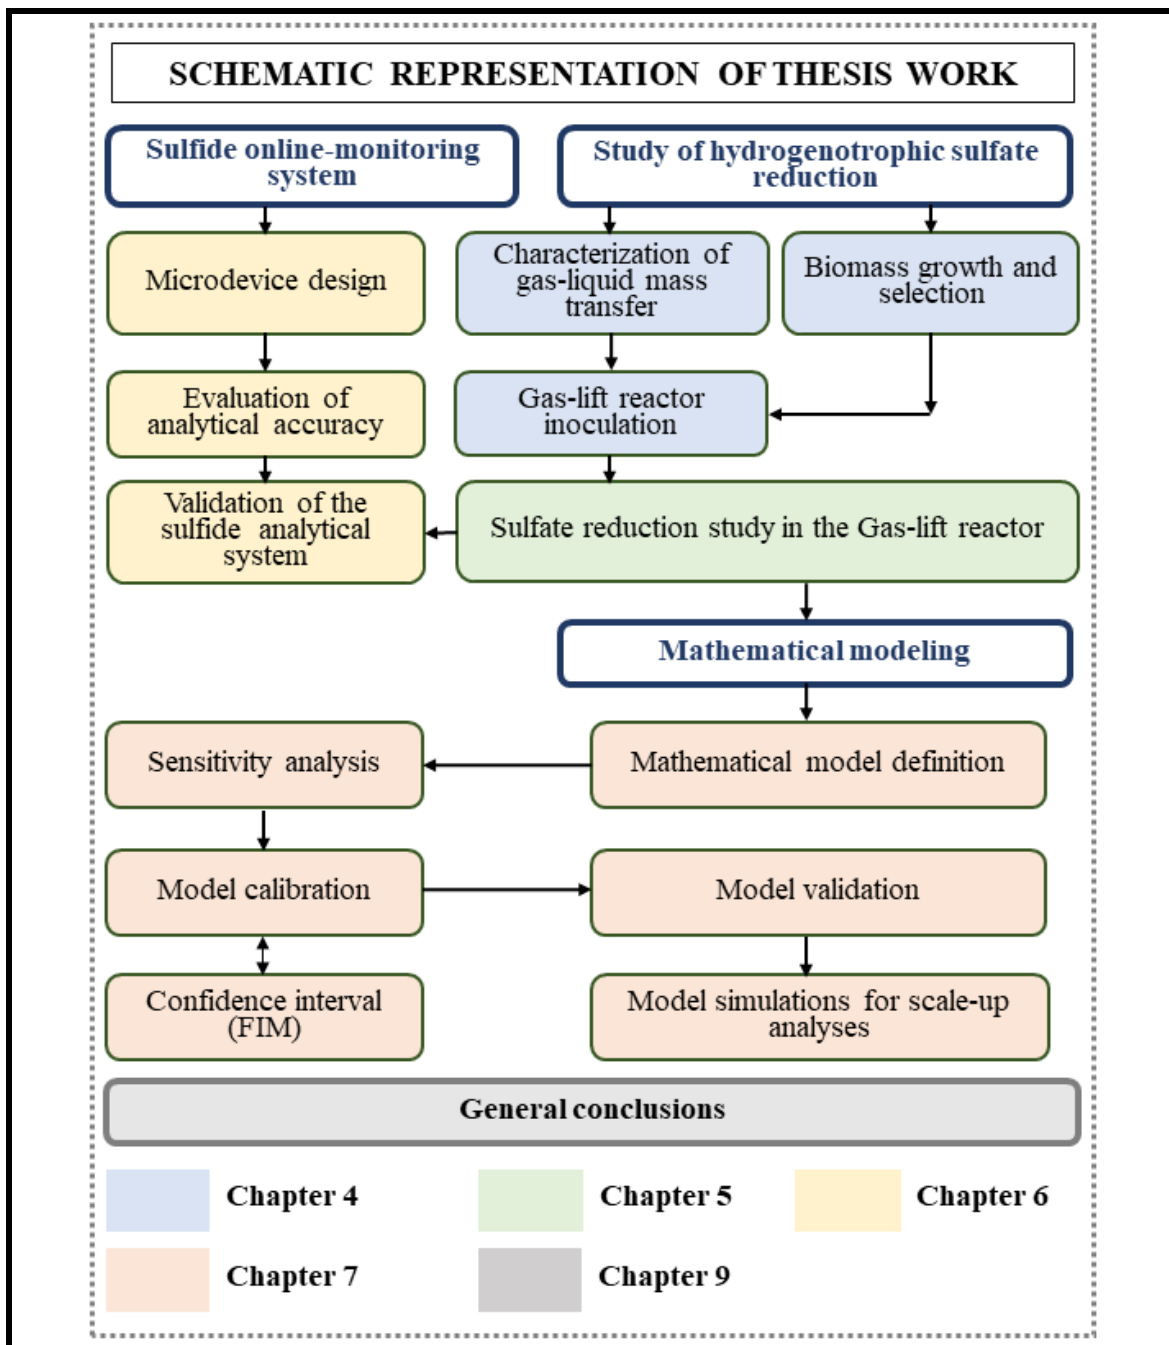 SCHEMATIC REPRESENTATION OF THESIS WORK
Sulfide online-monitoring
system
Study of hydrogenotrophic sulfate
reduction
Microdevice design
Characterization of
gas-liquid mass
transfer
Biomass growth and
selection
Evaluation of
analytical accuracy
Gas-lift reactor
inoculation
Validation of the
sulfide analytical
system
Sulfate reduction study in the Gas-lift reactor
Mathematical modeling
Sensitivity analysis
Mathematical model definition
Model calibration
Model validation
Confidence interval
(FIM)
Model simulations for scale-up
analyses
General conclusions
Chapter 4
Chapter 5
Chapter 6
Chapter 7
Chapter 9